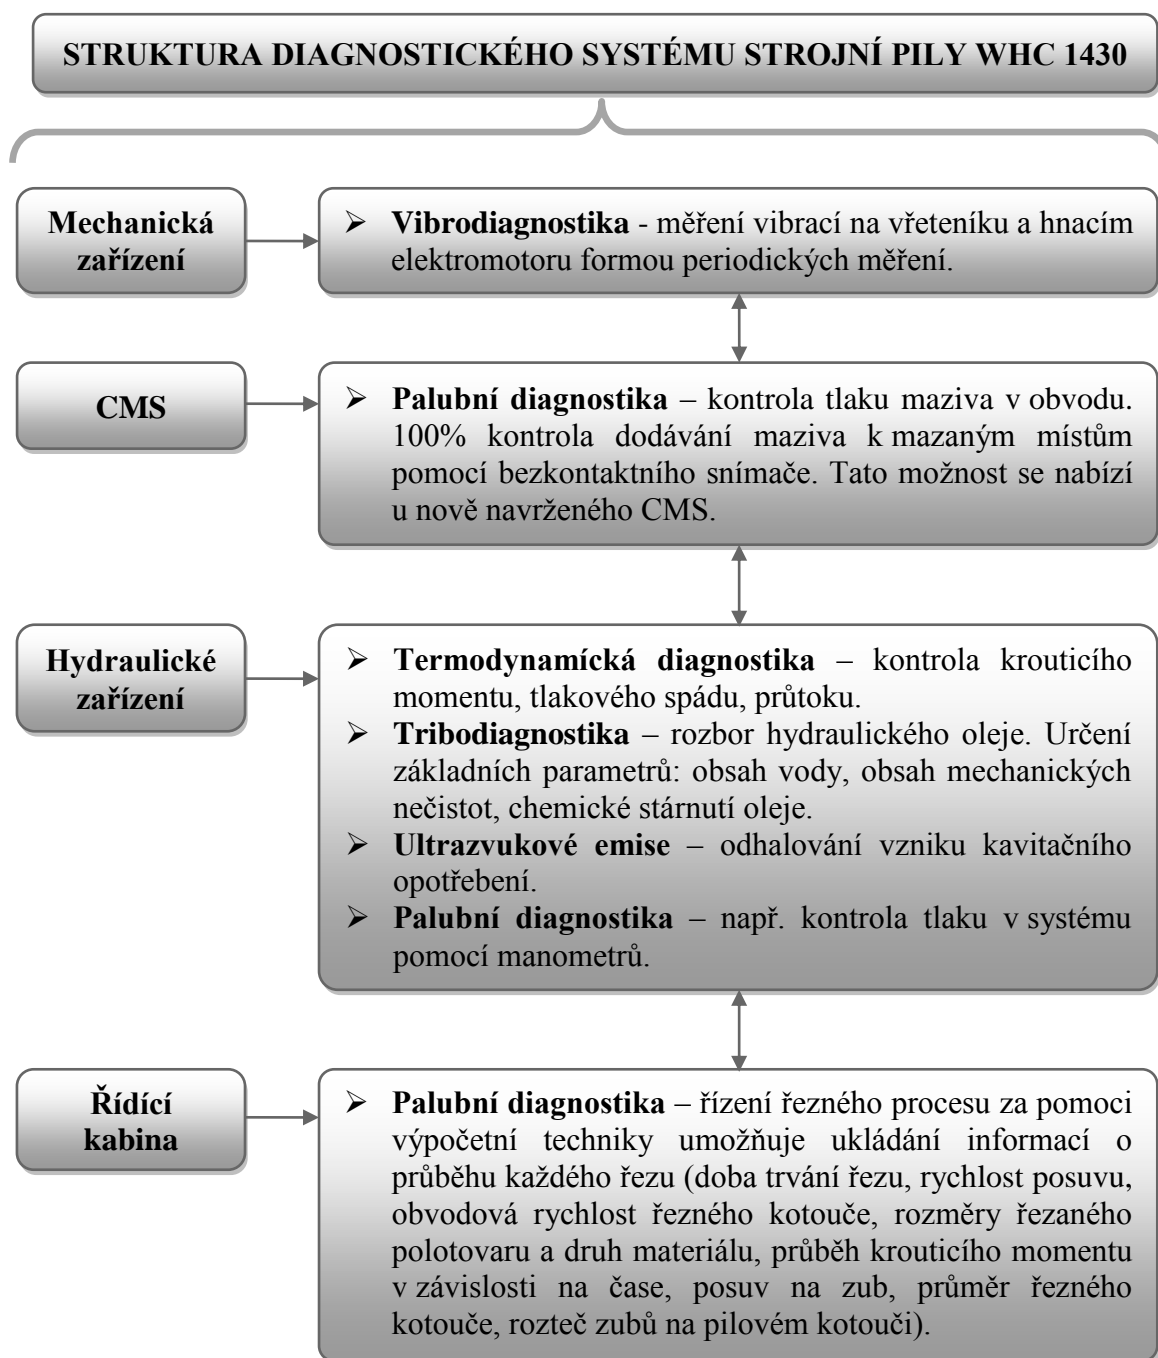 STRUKTURA DIAGNOSTICKÉHO SYSTÉMU STROJNÍ PILY WHC 1430
Mechanická
zařízení
➢ Vibrodiagnostika - měření vibrací na vřeteníku a hnacím
elektromotoru formou periodických měření.
CMS
➢ Palubní diagnostika – kontrola tlaku maziva v obvodu.
100% kontrola dodávání maziva k mazaným místům
pomocí bezkontaktního snímače. Tato možnost se nabízí
u nově navrženého CMS.
Hydraulické
zařízení
➢ Termodynamícká diagnostika – kontrola krouticího
momentu, tlakového spádu, průtoku.
➢ Tribodiagnostika – rozbor hydraulického oleje. Určení
základních parametrů: obsah vody, obsah mechanických
nečistot, chemické stárnutí oleje.
➢ Ultrazvukové emise – odhalování vzniku kavitačního
opotřebení.
➢ Palubní diagnostika – např. kontrola tlaku v systému
pomocí manometrů.
Řídící
kabina
➢ Palubní diagnostika – řízení řezného procesu za pomoci
výpočetní techniky umožňuje ukládání informací o
průběhu každého řezu (doba trvání řezu, rychlost posuvu,
obvodová rychlost řezného kotouče, rozměry řezaného
polotovaru a druh materiálu, průběh krouticího momentu
v závislosti na čase, posuv na zub, průměr řezného
kotouče, rozteč zubů na pilovém kotouči).